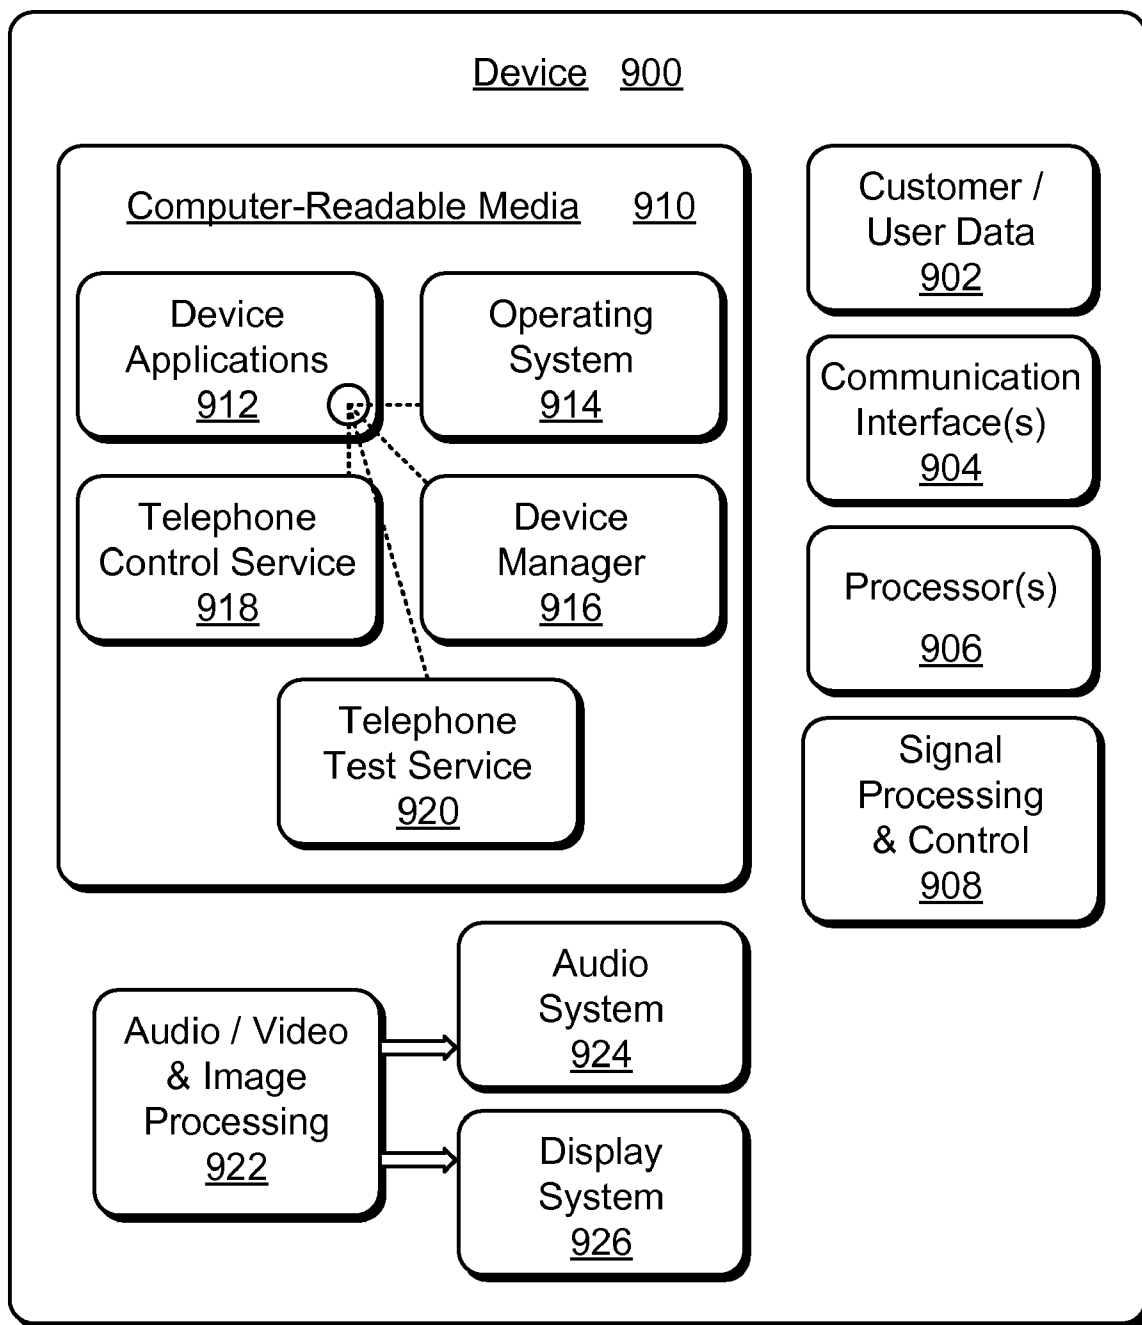 Device 900
Computer-Readable Media 910
Device
Applications
912
Operating
System
914
Telephone
Control Service
918
Device
Manager
916
Telephone
Test Service
920
Customer /
User Data
902
Communication
Interface(s)
904
Processor(s)
906
Signal
Processing
& Control
908
Audio / Video
& Image
Processing
922
Audio
System
924
Display
System
926